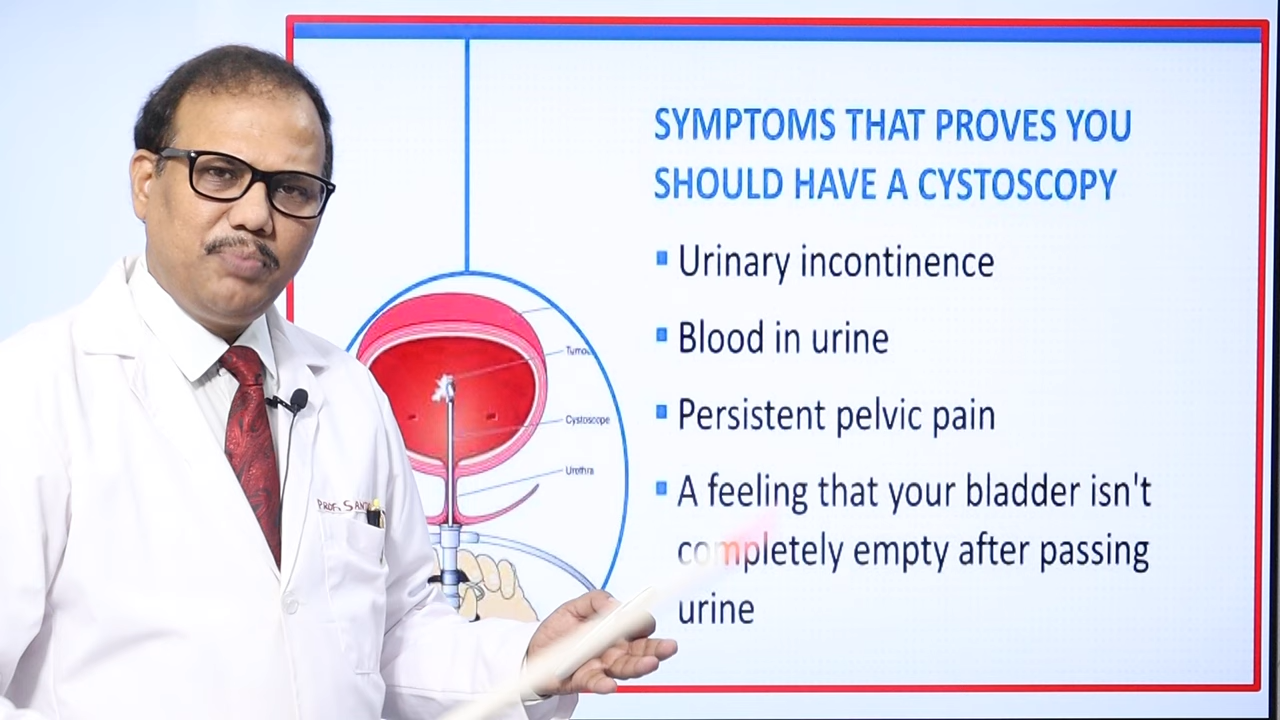 SYMPTOMS THAT PROVES YOU
SHOULD HAVE A CYSTOSCOPY
Urinary incontinence
Blood in urine
Persistent pelvic pain
A feeling that your bladder isn't
completely empty after passing
urine
Cystoscope
Urethra
PROF. S